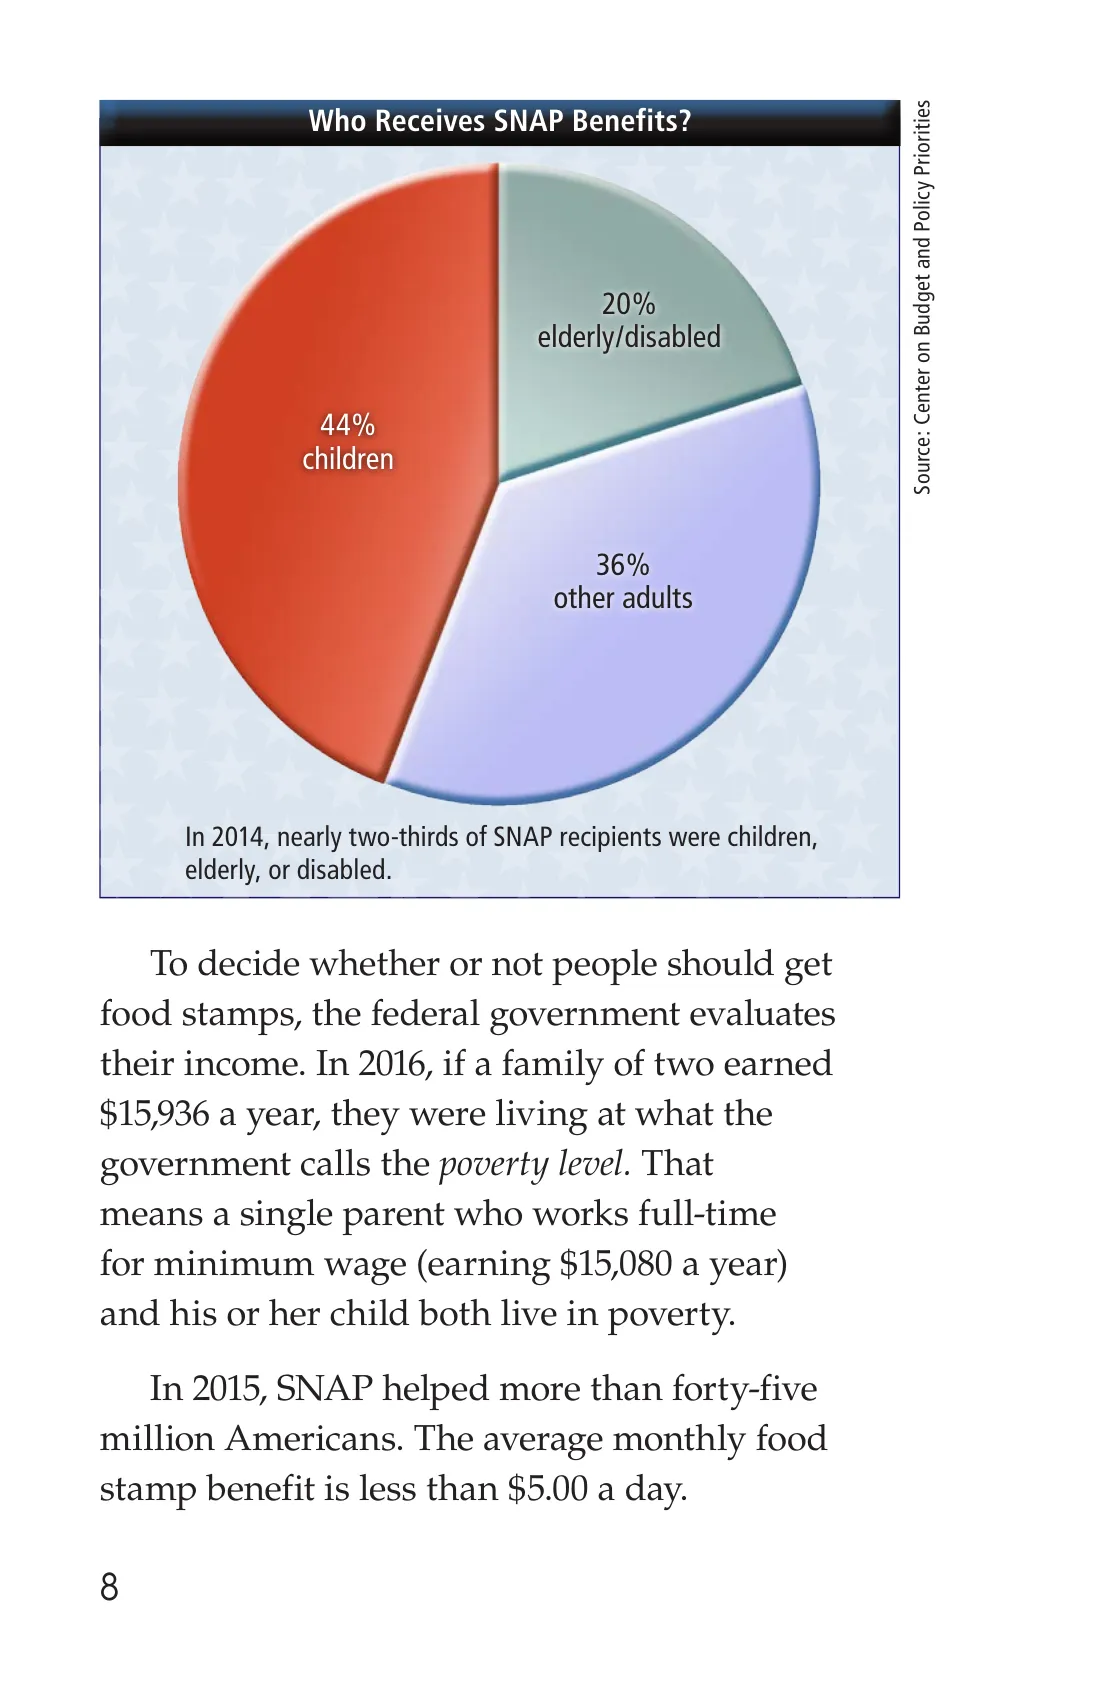 Who Receives SNAP Benefits?
20%
elderly/disabled
44%
children
36%
other adults
In 2014, nearly two-thirds of SNAP recipients were children,
elderly, or disabled.
Source: Center on Budget and Policy Priorities
To decide whether or not people should get
food stamps, the federal government evaluates
their income. In 2016, if a family of two earned
$15,936 a year, they were living at what the
government calls the poverty level. That
means a single parent who works full-time
for minimum wage (earning $15,080 a year)
and his or her child both live in poverty.
In 2015, SNAP helped more than forty-five
million Americans. The average monthly food
stamp benefit is less than $5.00 a day.
8